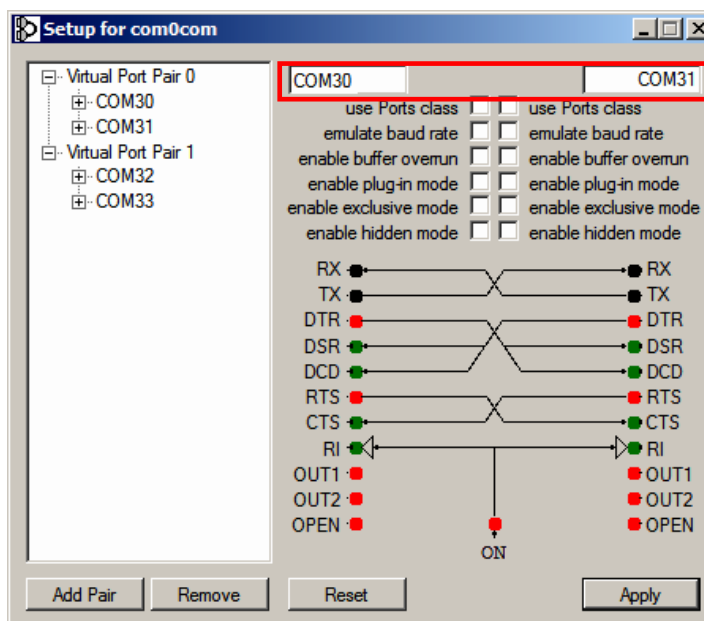 Setup for com0com
Virtual Port Pair 0
COM30
COM31
Virtual Port Pair 1
COM32
COM33
COM30 COM31
use Ports class use Ports class
emulate baud rate emulate baud rate
enable buffer overrun enable buffer overrun
enable plug-in mode enable plug-in mode
enable exclusive mode enable exclusive mode
enable hidden mode enable hidden mode
RX RX
TX TX
DTR DTR
DSR DSR
DCD DCD
RTS RTS
CTS CTS
RI RI
OUT1 OUT1
OUT2 OUT2
OPEN OPEN
ON
Add Pair Remove Reset Apply